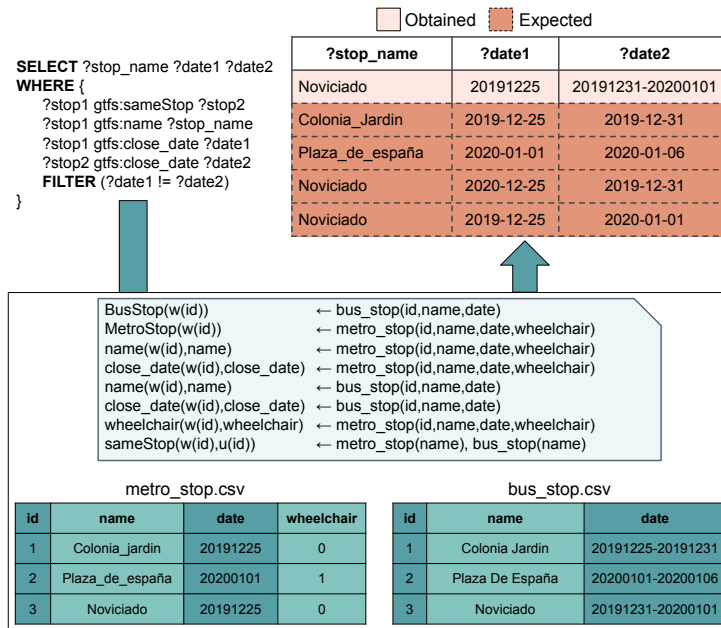 Obtained Expected
SELECT ?stop_name ?date1 ?date2
WHERE {
?stop1 gtfs:sameStop ?stop2
?stop1 gtfs:name ?stop_name
?stop1 gtfs:close_date ?date1
?stop2 gtfs:close_date ?date2
FILTER (?date1 != ?date2)
}
?stop_name ?date1 ?date2
Noviciado 20191225 20191231-20200101
Colonia_Jardin 2019-12-25 2019-12-31
Plaza_de_españa 2020-01-01 2020-01-06
Noviciado 2020-12-25 2019-12-31
Noviciado 2019-12-25 2020-01-01
BusStop(w(id)) ← bus_stop(id,name,date)
MetroStop(w(id)) ← metro_stop(id,name,date,wheelchair)
name(w(id),name) ← metro_stop(id,name,date,wheelchair)
close_date(w(id),close_date) ← metro_stop(id,name,date,wheelchair)
name(w(id),name) ← bus_stop(id,name,date)
close_date(w(id),close_date) ← bus_stop(id,name,date)
wheelchair(w(id),wheelchair) ← metro_stop(id,name,date,wheelchair)
sameStop(w(id),u(id)) ← metro_stop(name), bus_stop(name)
metro_stop.csv
id name date wheelchair
1 Colonia_jardin 20191225 0
2 Plaza_de_españa 20200101 1
3 Noviciado 20191225 0
bus_stop.csv
id name date
1 Colonia Jardin 20191225-20191231
2 Plaza De España 20200101-20200106
3 Noviciado 20191231-20200101